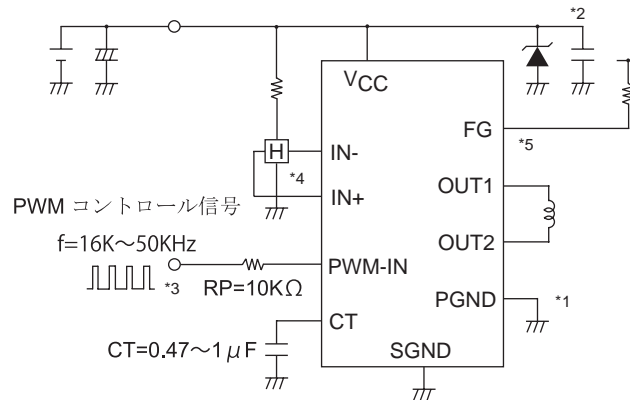 *2
VCC
FG
*5
H
IN-
*4
IN+
OUT1
PWM コントロール信号
f=16K～50KHz
OUT2
*3
RP=10KΩ
PWM-IN
PGND
*1
CT
CT=0.47～1μF
SGND